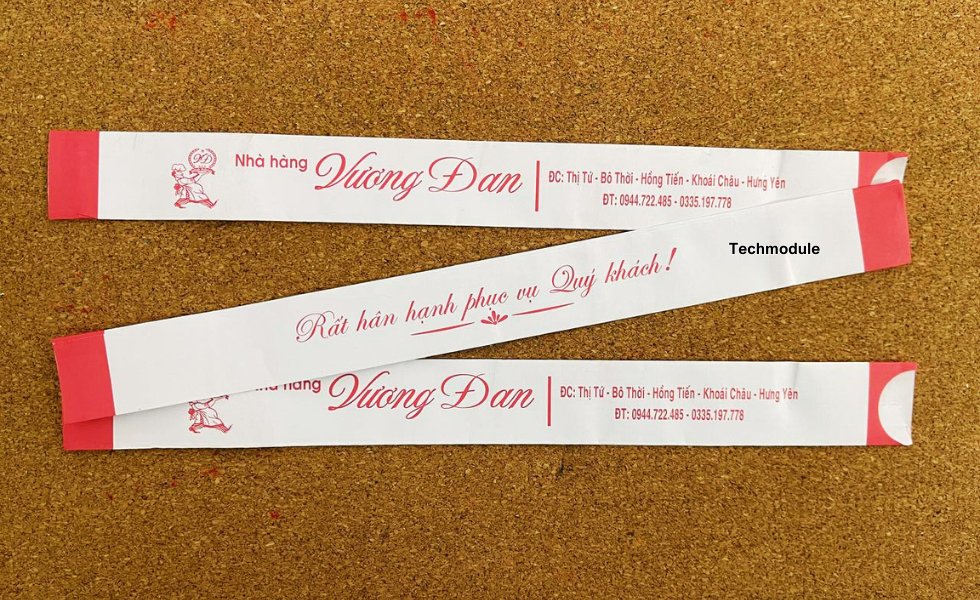 Nhà hàng Vương Đan
ĐC: Thị Tứ - Bô Thời - Hồng Tiến - Khoái Châu - Hưng Yên
ĐT: 0944.722.485 - 0335.197.778
Techmodule
Rất hân hạnh phục vụ Quý khách!
Nhà hàng Vương Đan
ĐC: Thị Tứ - Bô Thời - Hồng Tiến - Khoái Châu - Hưng Yên
ĐT: 0944.722.485 - 0335.197.778